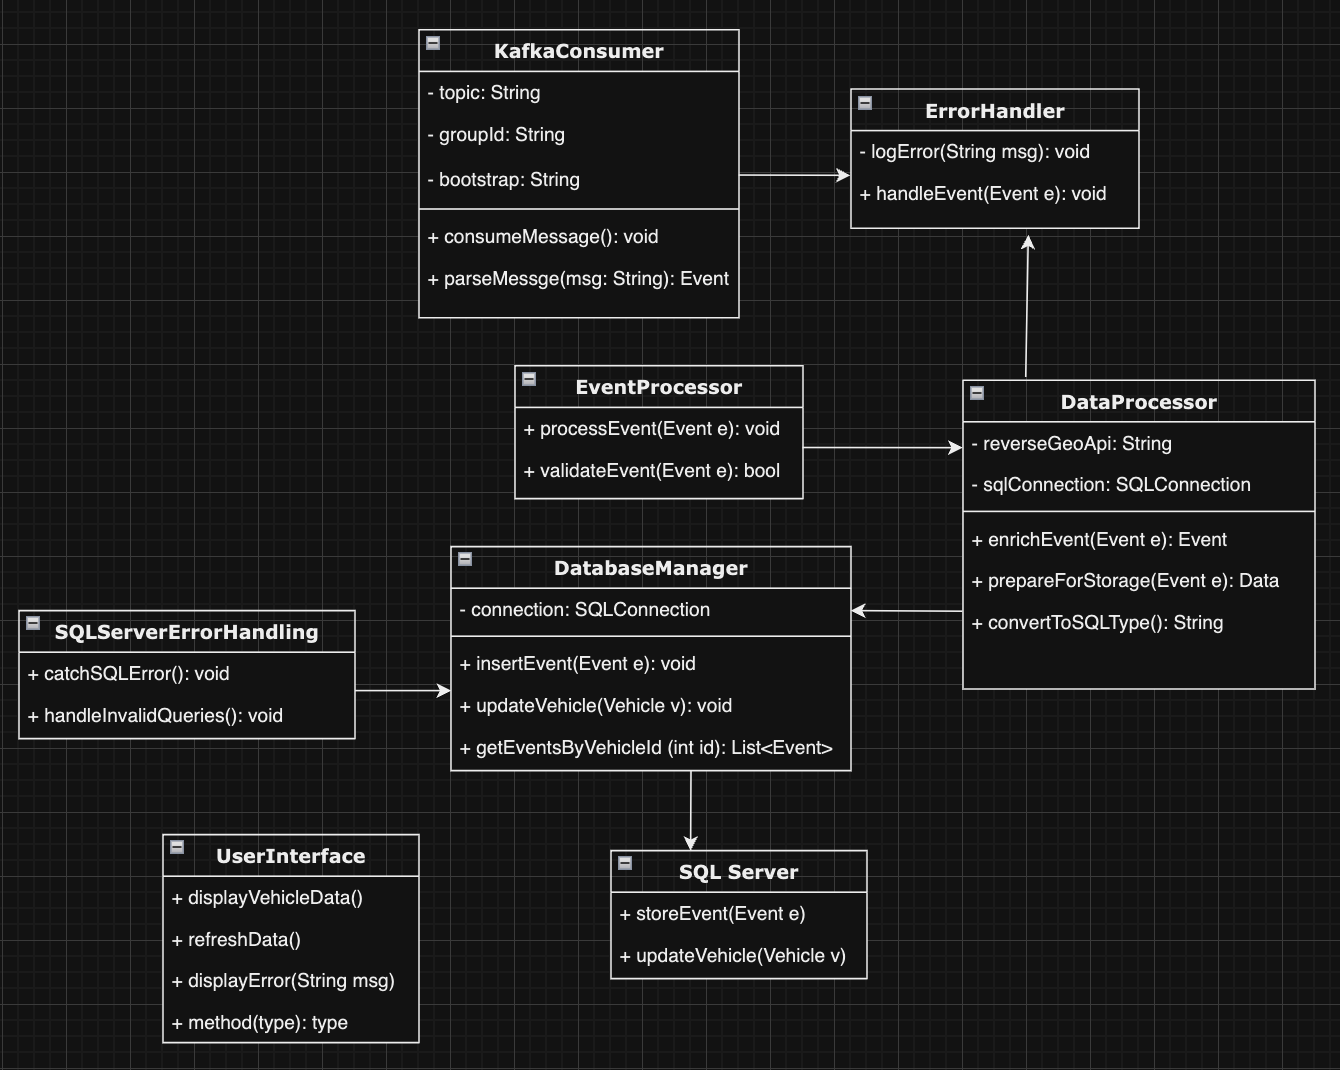 KafkaConsumer
- topic: String
- groupId: String
- bootstrap: String
+ consumeMessage(): void
+ parseMessge(msg: String): Event
ErrorHandler
- logError(String msg): void
+ handleEvent(Event e): void
EventProcessor
+ processEvent(Event e): void
+ validateEvent(Event e): bool
DataProcessor
- reverseGeoApi: String
- sqlConnection: SQLConnection
+ enrichEvent(Event e): Event
+ prepareForStorage(Event e): Data
+ convertToSQLType(): String
DatabaseManager
- connection: SQLConnection
+ insertEvent(Event e): void
+ updateVehicle(Vehicle v): void
+ getEventsByVehicleId (int id): List<Event>
SQLServerErrorHandling
+ catchSQLError(): void
+ handleInvalidQueries(): void
UserInterface
+ displayVehicleData()
+ refreshData()
+ displayError(String msg)
+ method(type): type
SQL Server
+ storeEvent(Event e)
+ updateVehicle(Vehicle v)